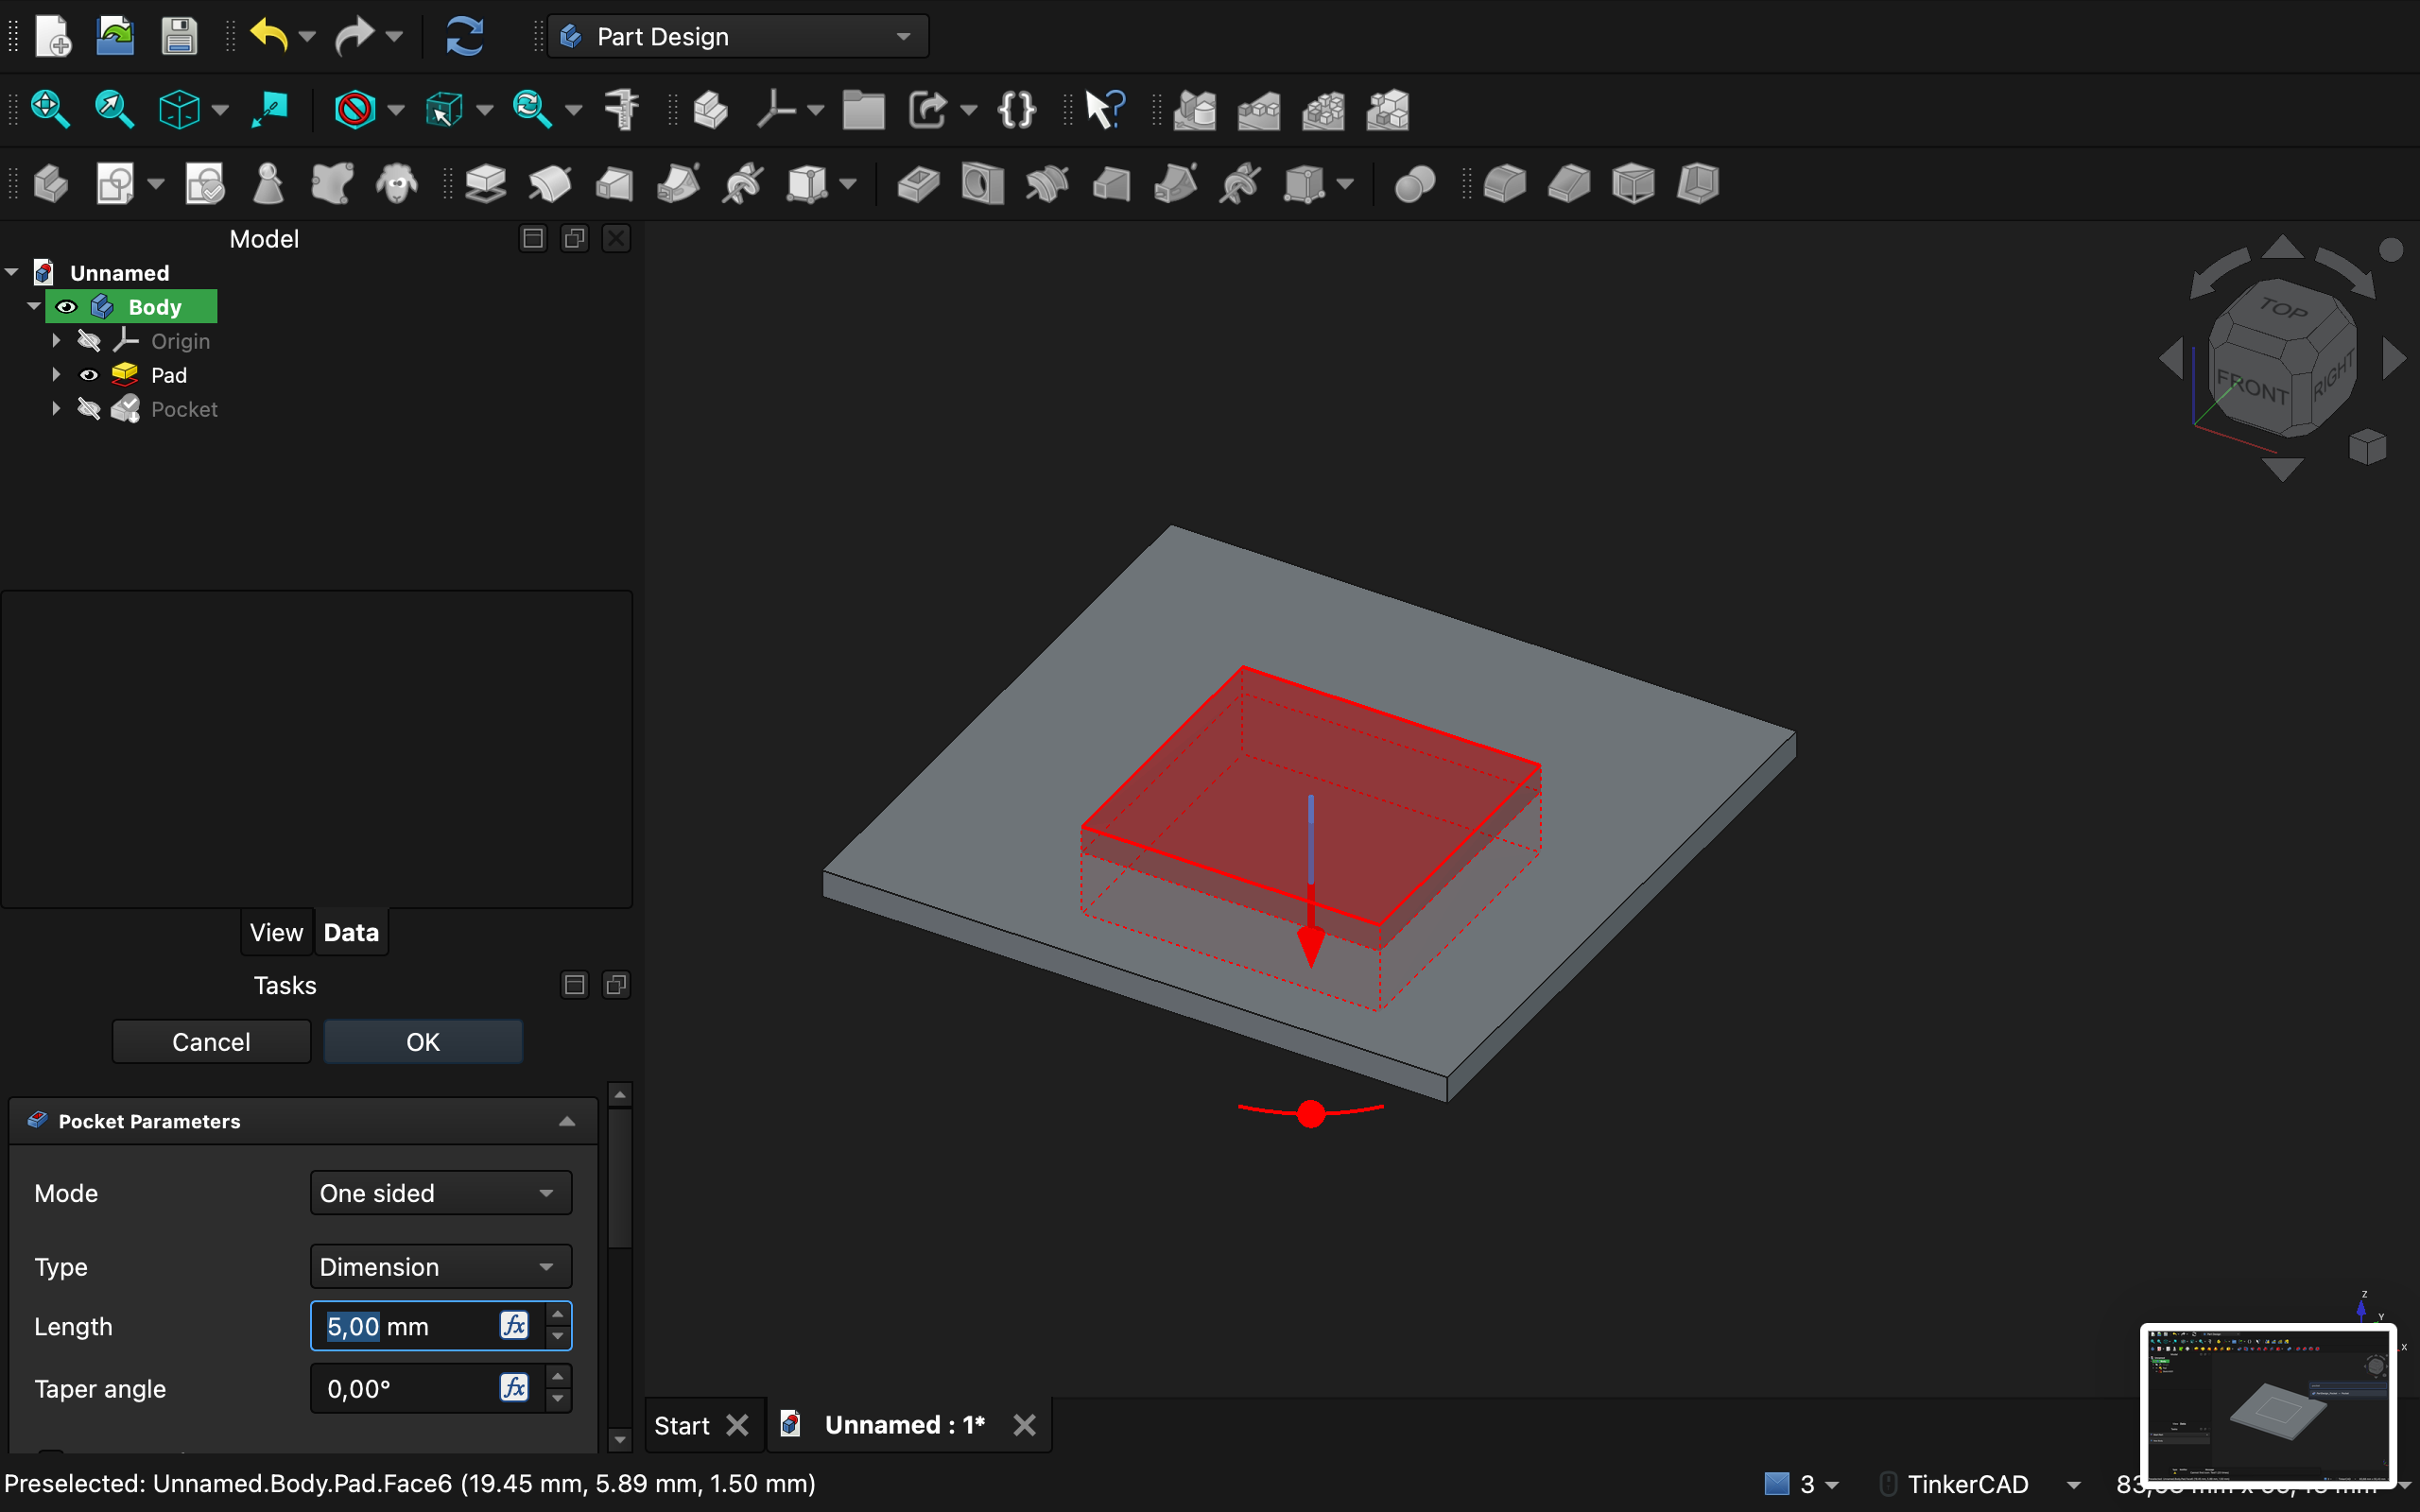 Part Design
Model
Unnamed
Body
Origin
Pad
Pocket
TOP
FRONT
RIGHT
View Data
Tasks
Cancel OK
Pocket Parameters
Mode One sided
Type Dimension
Length 5,00 mm fx
Taper angle 0,00° fx
Z
Y
X
Start Unnamed : 1*
Preselected: Unnamed.Body.Pad.Face6 (19.45 mm, 5.89 mm, 1.50 mm)
3 TinkerCAD